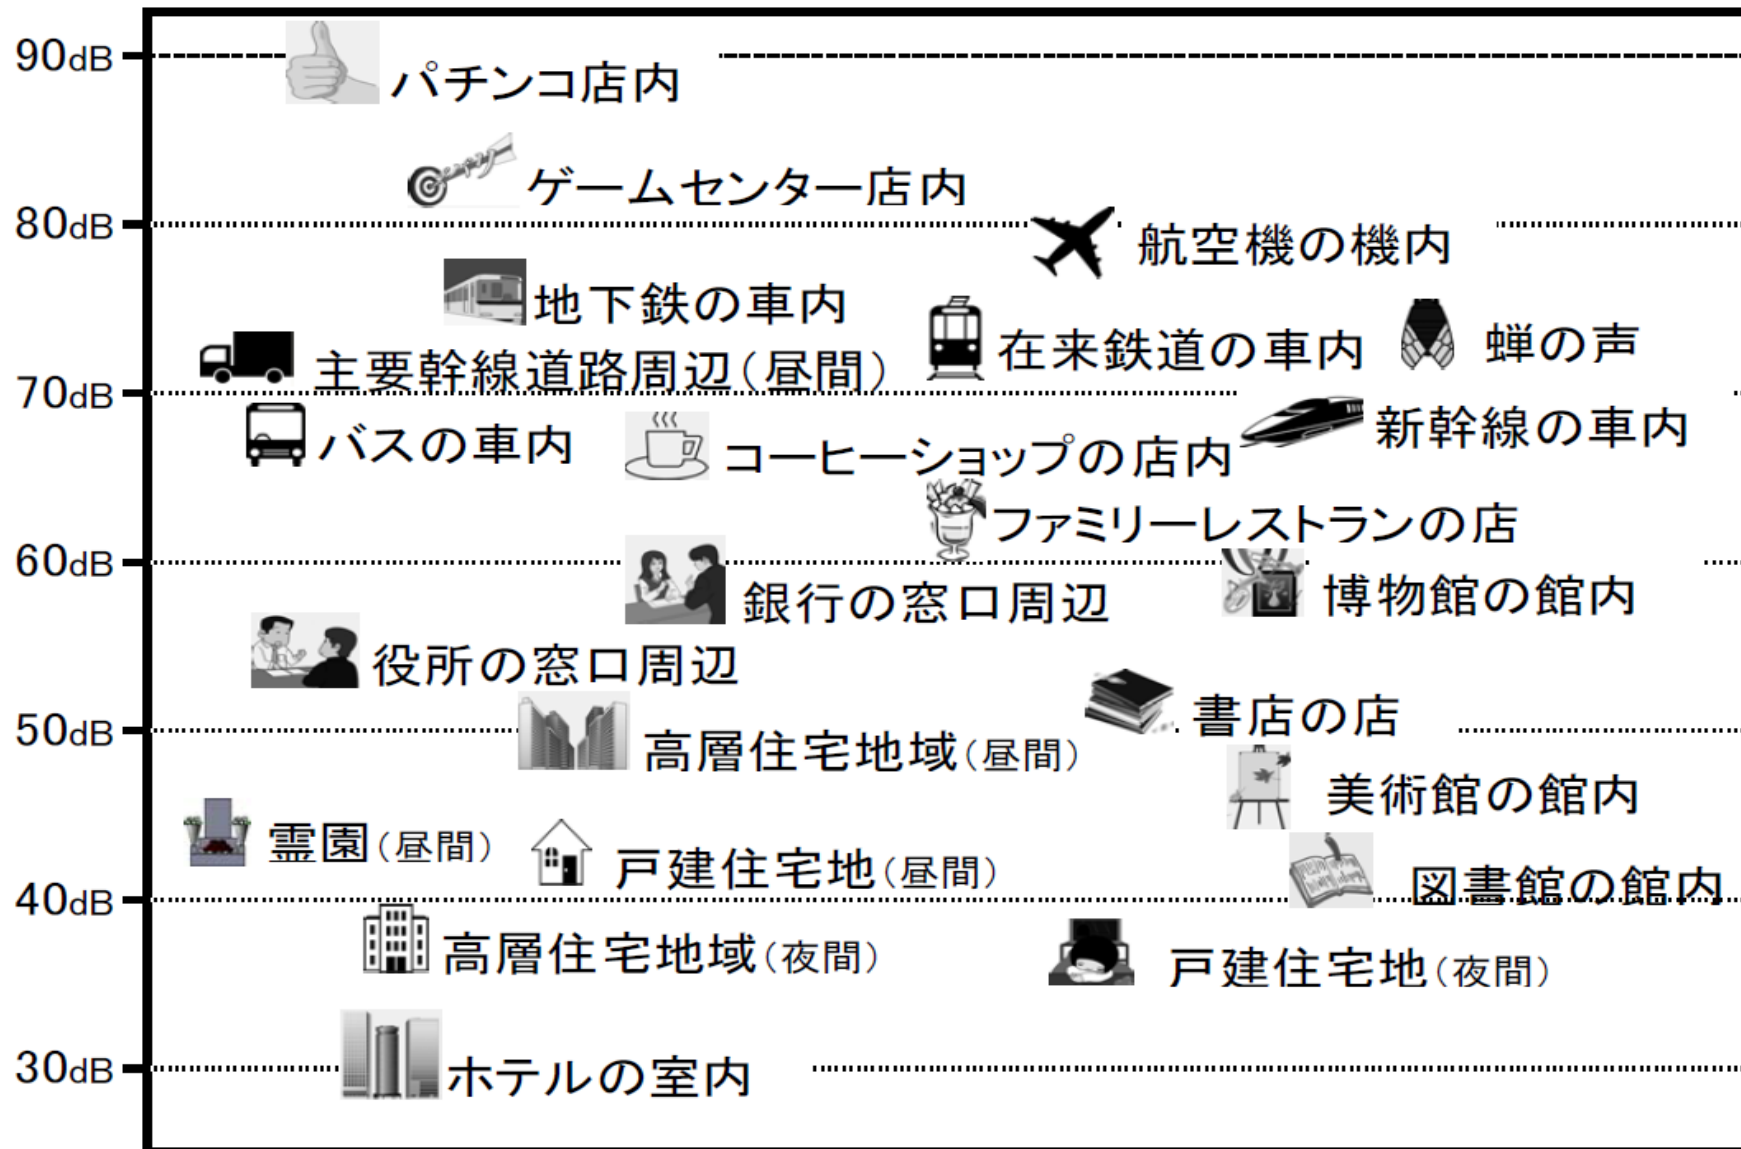 90dB
パチンコ店内
ゲームセンター店内
80dB
航空機の機内
地下鉄の車内
在来鉄道の車内
蝉の声
主要幹線道路周辺(昼間)
70dB
バスの車内
コーヒーショップの店内
新幹線の車内
ファミリーレストランの店
60dB
銀行の窓口周辺
博物館の館内
役所の窓口周辺
書店の店
50dB
高層住宅地域(昼間)
美術館の館内
霊園(昼間)
戸建住宅地(昼間)
図書館の館内
40dB
高層住宅地域(夜間)
戸建住宅地(夜間)
30dB
ホテルの室内